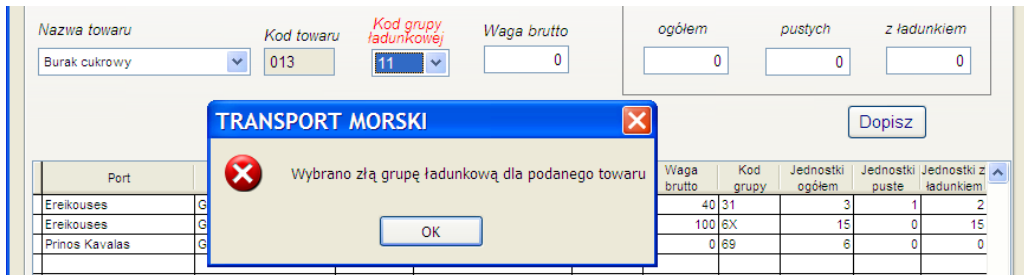 Nazwa towaru Kod towaru Kod grupy ładunkowej Waga brutto ogółem pustych z ładunkiem
Burak cukrowy 013 11 0 0 0 0
Dopisz
TRANSPORT MORSKI
Wybrano złą grupę ładunkową dla podanego towaru
OK
Port Waga brutto Kod grupy Jednostki ogółem Jednostki puste Jednostki z ładunkiem
Ereikouses G 40 31 3 1 2
Ereikouses G 100 6X 15 0 15
Prinos Kavalas G 0 69 6 0 0